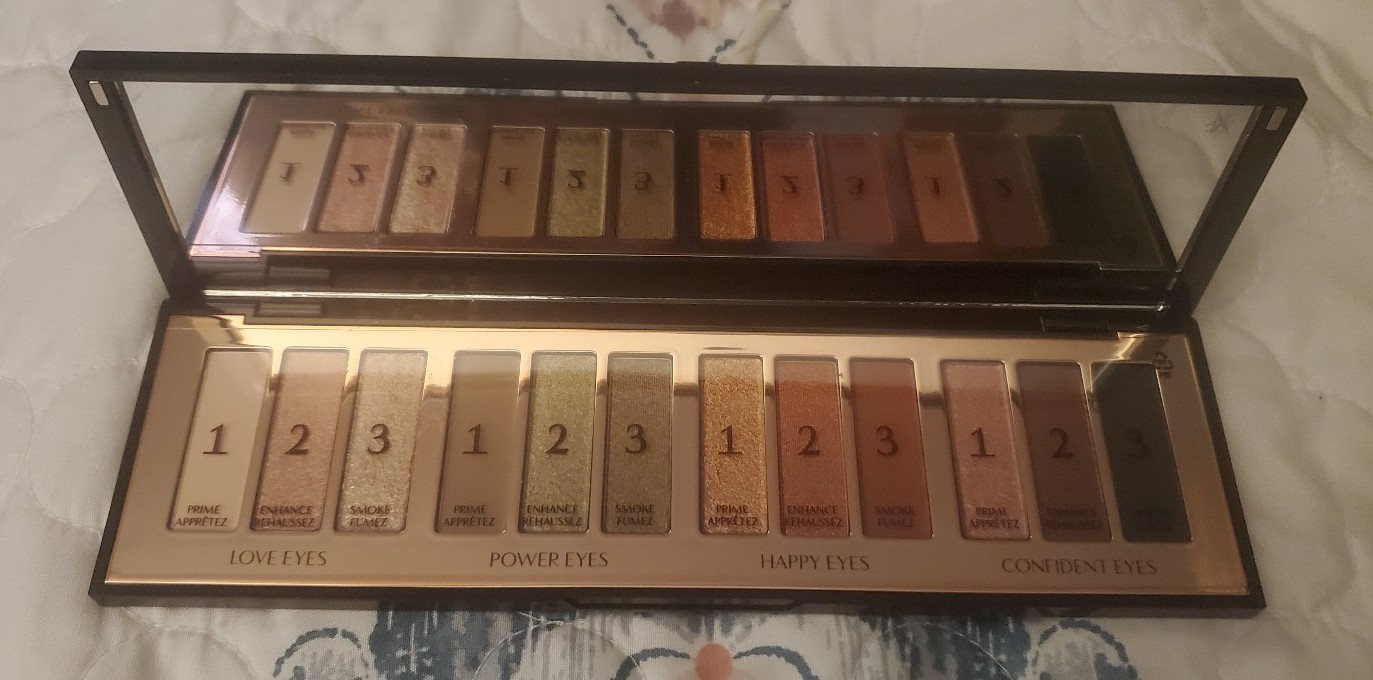 1 2 3 1 2 3 1 2 3 1 2 3
PRIME ENHANCE SMOKE PRIME ENHANCE SMOKE PRIME ENHANCE SMOKE PRIME ENHANCE
APPRÊTEZ REHAUSSEZ FUMEZ APPRÊTEZ REHAUSSEZ FUMEZ APPRÊTEZ REHAUSSEZ FUMEZ APPRÊTEZ REHAUSSEZ
LOVE EYES POWER EYES HAPPY EYES CONFIDENT EYES